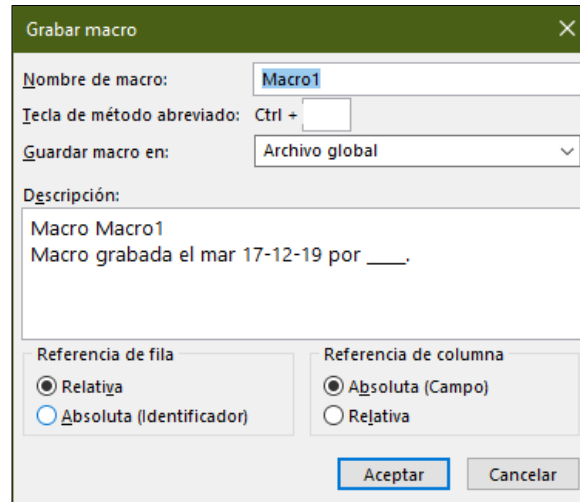 Grabar macro
Nombre de macro: Macro1
Tecla de método abreviado: Ctrl +
Guardar macro en: Archivo global
Descripción:
Macro Macro1
Macro grabada el mar 17-12-19 por ____.
Referencia de fila
Relativa
Absoluta (Identificador)
Referencia de columna
Absoluta (Campo)
Relativa
Aceptar Cancelar